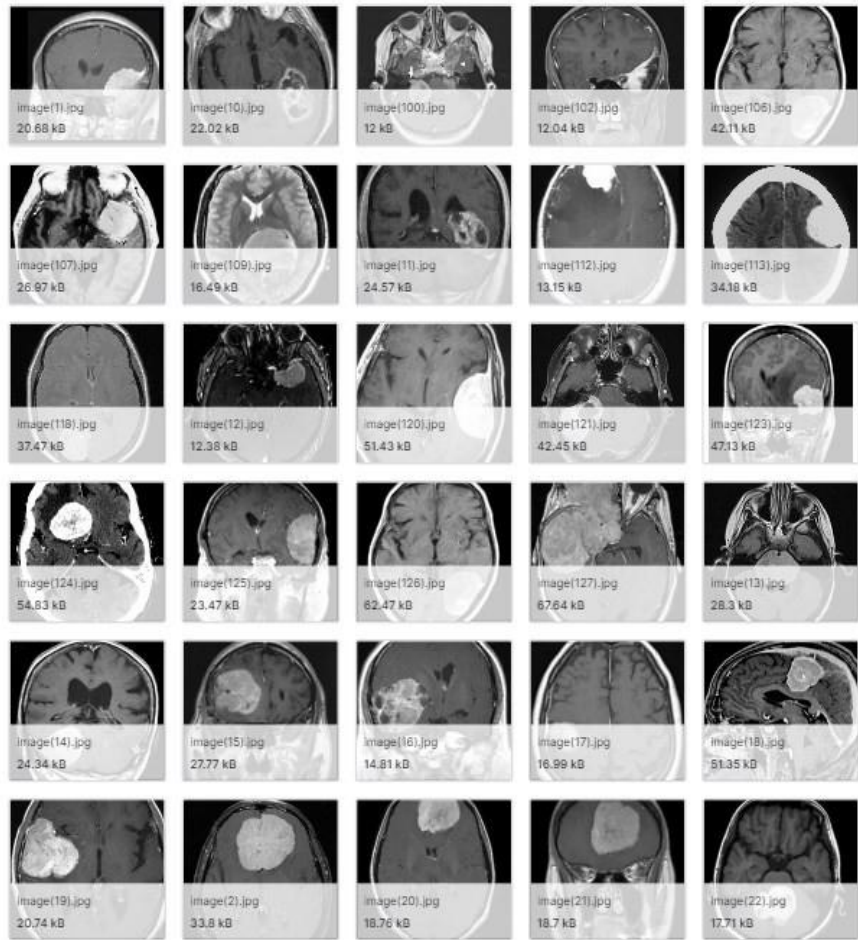 image(1).jpg
20.68 kB
image(10).jpg
22.02 kB
image(100).jpg
12 kB
image(102).jpg
12.04 kB
image(106).jpg
42.11 kB
image(107).jpg
26.97 kB
image(109).jpg
16.49 kB
image(11).jpg
24.57 kB
image(112).jpg
13.15 kB
image(113).jpg
34.18 kB
image(118).jpg
37.47 kB
image(12).jpg
12.38 kB
image(120).jpg
51.43 kB
image(121).jpg
42.45 kB
image(123).jpg
47.13 kB
image(124).jpg
54.83 kB
image(125).jpg
23.47 kB
image(126).jpg
62.47 kB
image(127).jpg
67.64 kB
image(13).jpg
28.3 kB
image(14).jpg
24.34 kB
image(15).jpg
27.77 kB
image(16).jpg
14.81 kB
image(17).jpg
16.99 kB
image(18).jpg
51.35 kB
image(19).jpg
20.74 kB
image(2).jpg
33.8 kB
image(20).jpg
18.76 kB
image(21).jpg
18.7 kB
image(22).jpg
17.71 kB